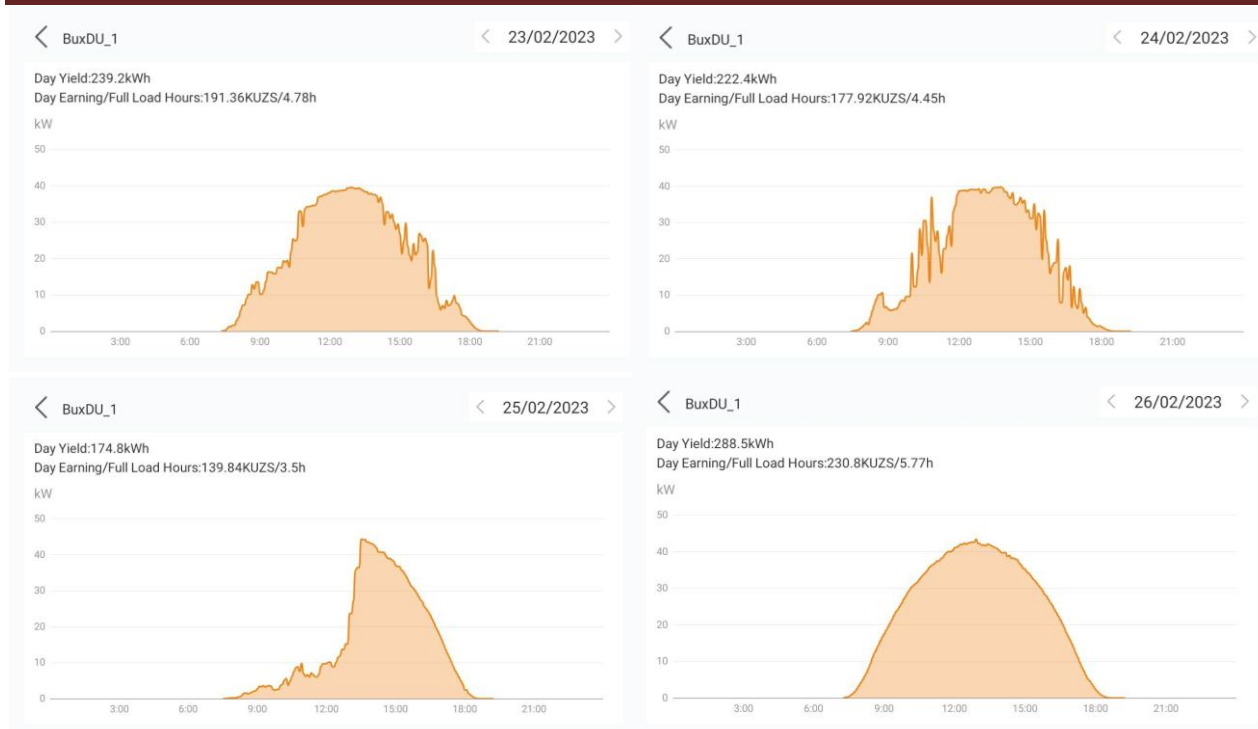 BuxDU_1
23/02/2023
Day Yield:239.2kWh
Day Earning/Full Load Hours:191.36KUZS/4.78h
kW
50
40
30
20
10
0
3:00 6:00 9:00 12:00 15:00 18:00 21:00
BuxDU_1
24/02/2023
Day Yield:222.4kWh
Day Earning/Full Load Hours:177.92KUZS/4.45h
kW
50
40
30
20
10
0
3:00 6:00 9:00 12:00 15:00 18:00 21:00
BuxDU_1
25/02/2023
Day Yield:174.8kWh
Day Earning/Full Load Hours:139.84KUZS/3.5h
kW
50
40
30
20
10
0
3:00 6:00 9:00 12:00 15:00 18:00 21:00
BuxDU_1
26/02/2023
Day Yield:288.5kWh
Day Earning/Full Load Hours:230.8KUZS/5.77h
kW
50
40
30
20
10
0
3:00 6:00 9:00 12:00 15:00 18:00 21:00